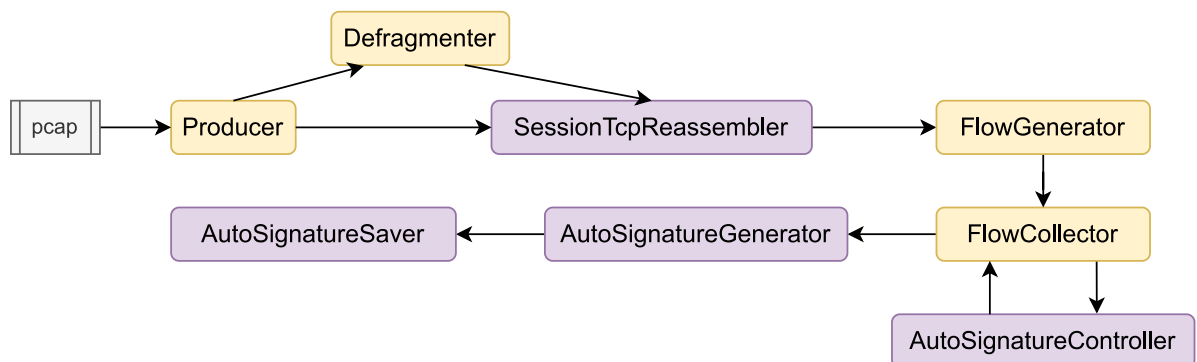 Defragmenter
pcap
Producer
SessionTcpReassembler
FlowGenerator
AutoSignatureSaver
AutoSignatureGenerator
FlowCollector
AutoSignatureController